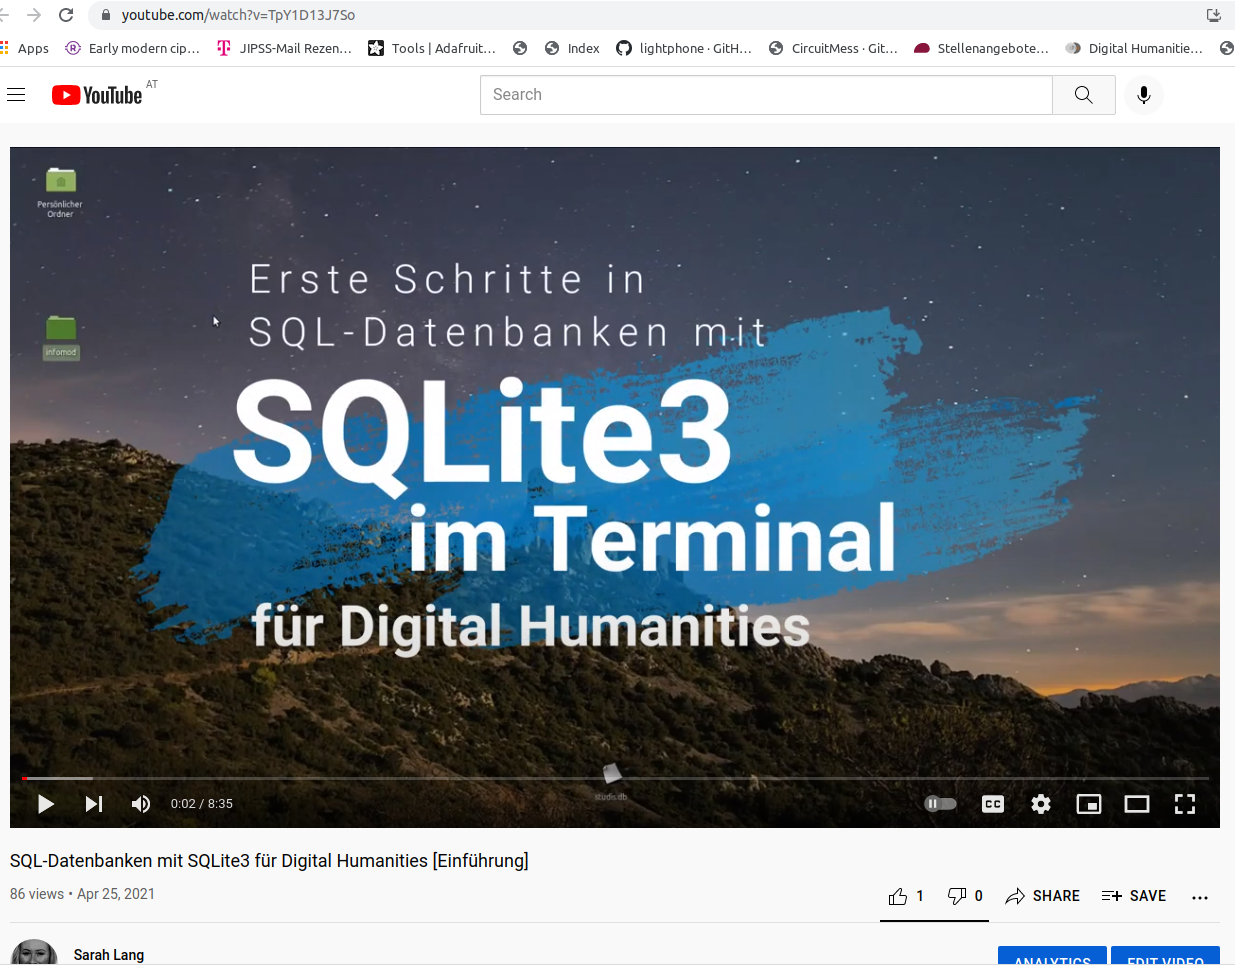 youtube.com/watch?v=TpY1D13J7So
Apps Early modern cip... JIPSS-Mail Rezen... Tools | Adafruit... Index lightphone · GitH... CircuitMess · Git... Stellenangebote... Digital Humanitie...
YouTube AT
Search
Persönlicher
Ordner
infomod
Erste Schritte in
SQL-Datenbanken mit
SQLite3
im Terminal
für Digital Humanities
studis.db
0:02 / 8:35
CC
SQL-Datenbanken mit SQLite3 für Digital Humanities [Einführung]
86 views • Apr 25, 2021
1 0 SHARE SAVE ...
Sarah Lang
ANALYTICS EDIT VIDEO